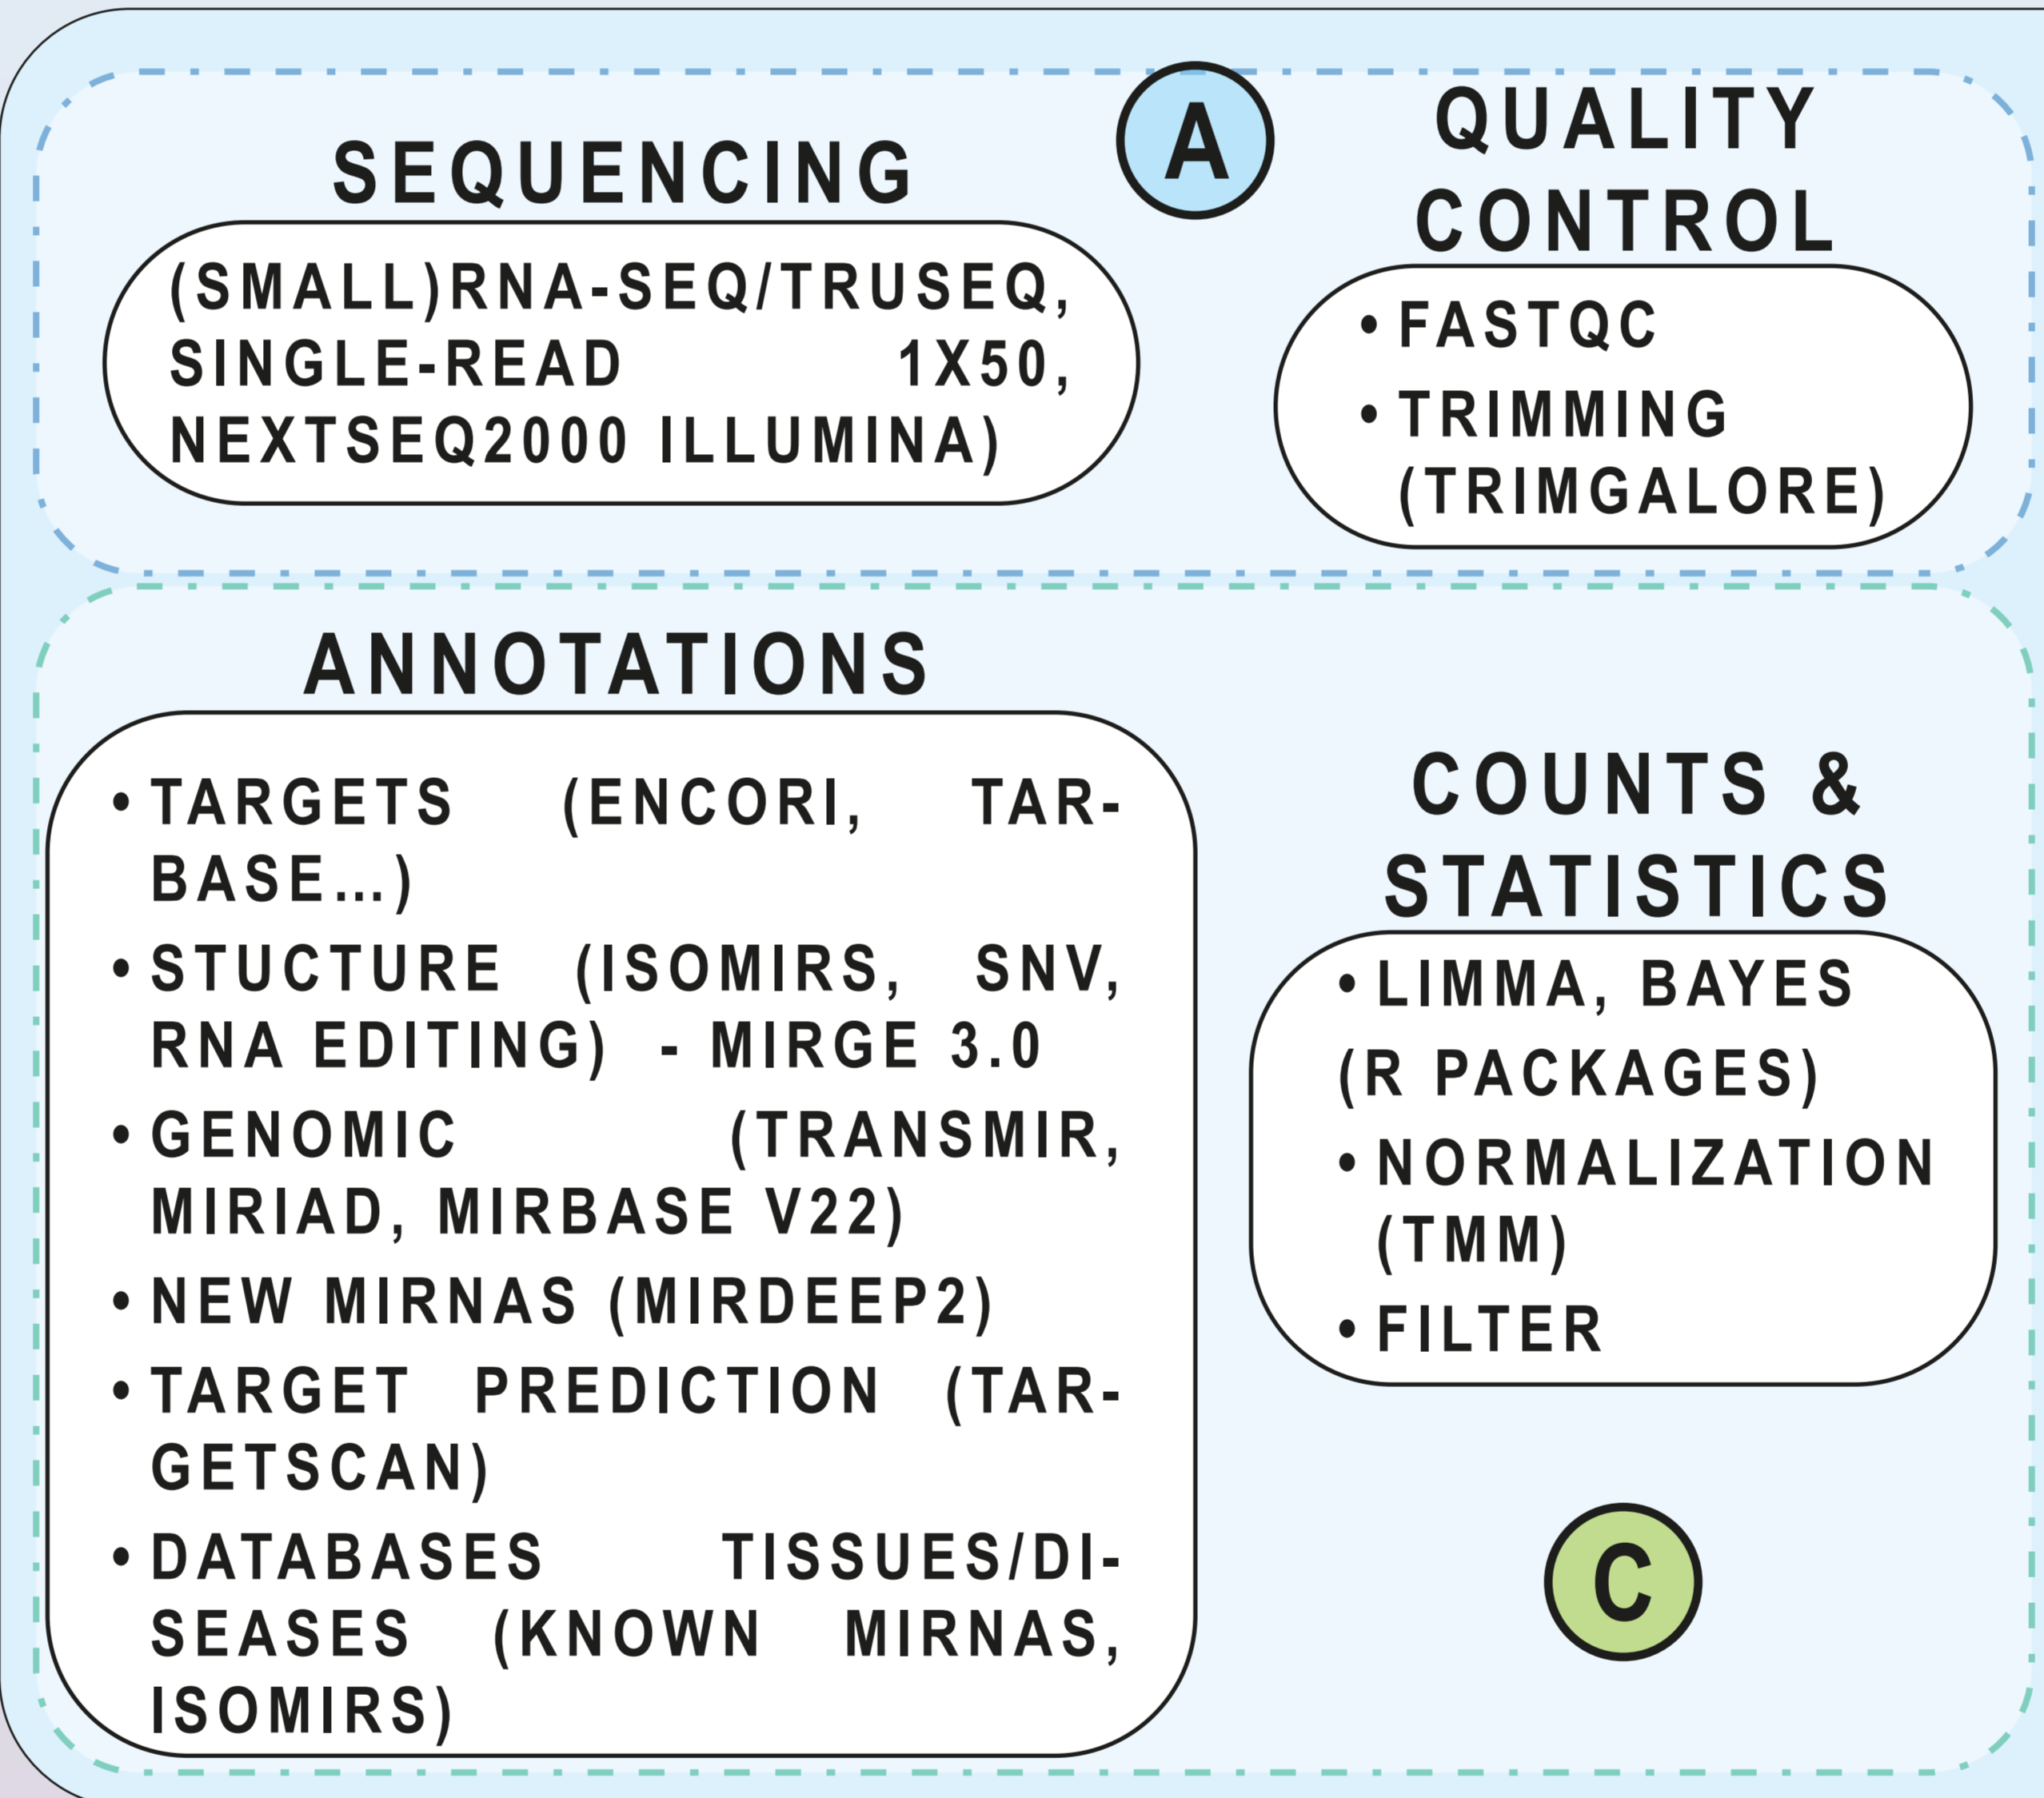 SEQUENCING
(SMALL)RNA-SEQ/TRUSEQ,
SINGLE-READ 1X50,
NEXTSEQ2000 ILLUMINA)
A
QUALITY
CONTROL
• FASTQC
• TRIMMING
(TRIMGALORE)
ANNOTATIONS
• TARGETS (ENCORI, TAR-
BASE...)
• STUCTURE (ISOMIRS, SNV,
RNA EDITING) - MIRGE 3.0
• GENOMIC (TRANSMIR,
MIRIAD, MIRBASE V22)
• NEW MIRNAS (MIRDEEP2)
• TARGET PREDICTION (TAR-
GETSCAN)
• DATABASES TISSUES/DI-
SEASES (KNOWN MIRNAS,
ISOMIRS)
COUNTS &
STATISTICS
• LIMMA, BAYES
(R PACKAGES)
• NORMALIZATION
(TMM)
• FILTER
C